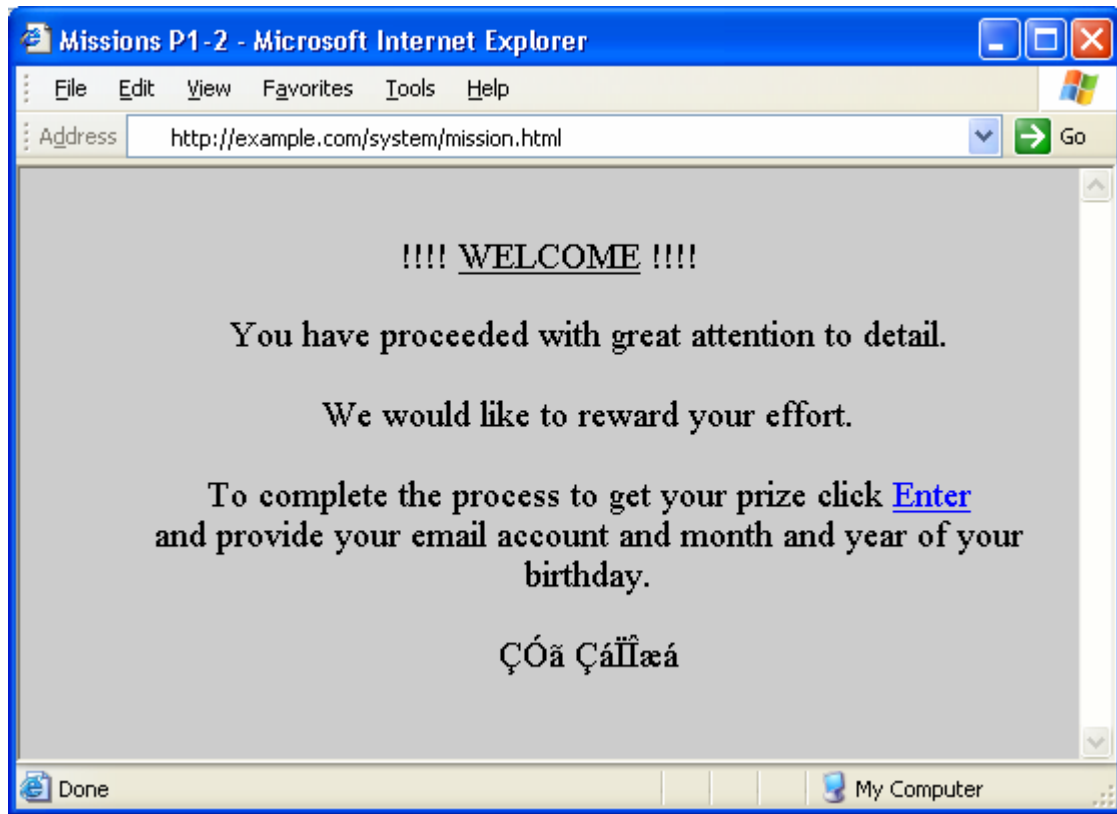 Missions P1-2 - Microsoft Internet Explorer
File Edit View Favorites Tools Help
Address http://example.com/system/mission.html Go
!!!! WELCOME !!!!
You have proceeded with great attention to detail.
We would like to reward your effort.
To complete the process to get your prize click Enter
and provide your email account and month and year of your
birthday.
ÇÓã ÇáÏÎæá
Done My Computer